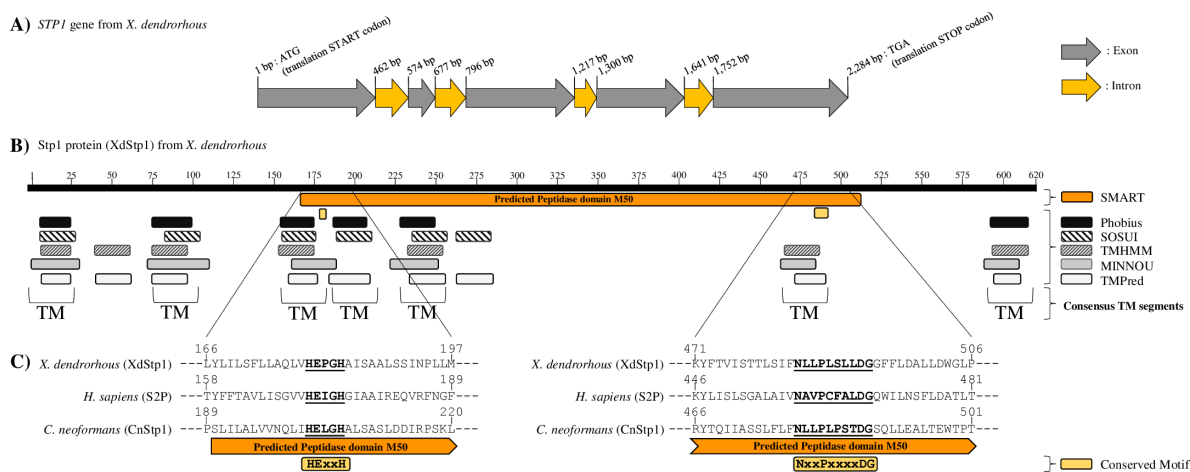 A) STP1 gene from X. dendrorhous
1 bp : ATG
(translation START codon)
462 bp
574 bp
677 bp
796 bp
1,217 bp
1,300 bp
1,641 bp
1,752 bp
2,284 bp : TGA
(translation STOP codon)
: Exon
: Intron
B) Stp1 protein (XdStp1) from X. dendrorhous
1 25 50 75 100 125 150 175 200 225 250 275 300 325 350 375 400 425 450 475 500 525 550 575 600 620
Predicted Peptidase domain M50
SMART
Phobius
SOSUI
TMHMM
MINNOU
TMPred
TM TM TM TM TM TM TM
Consensus TM segments
C)
166 197
X. dendrorhous (XdStp1) --LYLILSFLLAQLVHEPGHAISAALSSINPLLM--
158 189
H. sapiens (S2P) --TYFFTAVLISGVVHEIGHGIAAIREQVRFNGF--
189 220
C. neoformans (CnStp1) --PSLILALVVNQLIHELGHALSASLDDIRPSKL--
Predicted Peptidase domain M50
HExxH
471 506
X. dendrorhous (XdStp1) --KYFTVISTTLSIFNLLPLSLLDGGFFLDALLDWGLF--
446 481
H. sapiens (S2P) --KYLISLSGALAIVNAVPCFALDGQWILNSFLDATLT--
466 501
C. neoformans (CnStp1) --RYTQIIASSLFLFNLLPLPSTDGSQLLEALTEWTPT--
Predicted Peptidase domain M50
NxxPxxxxDG
Conserved Motif